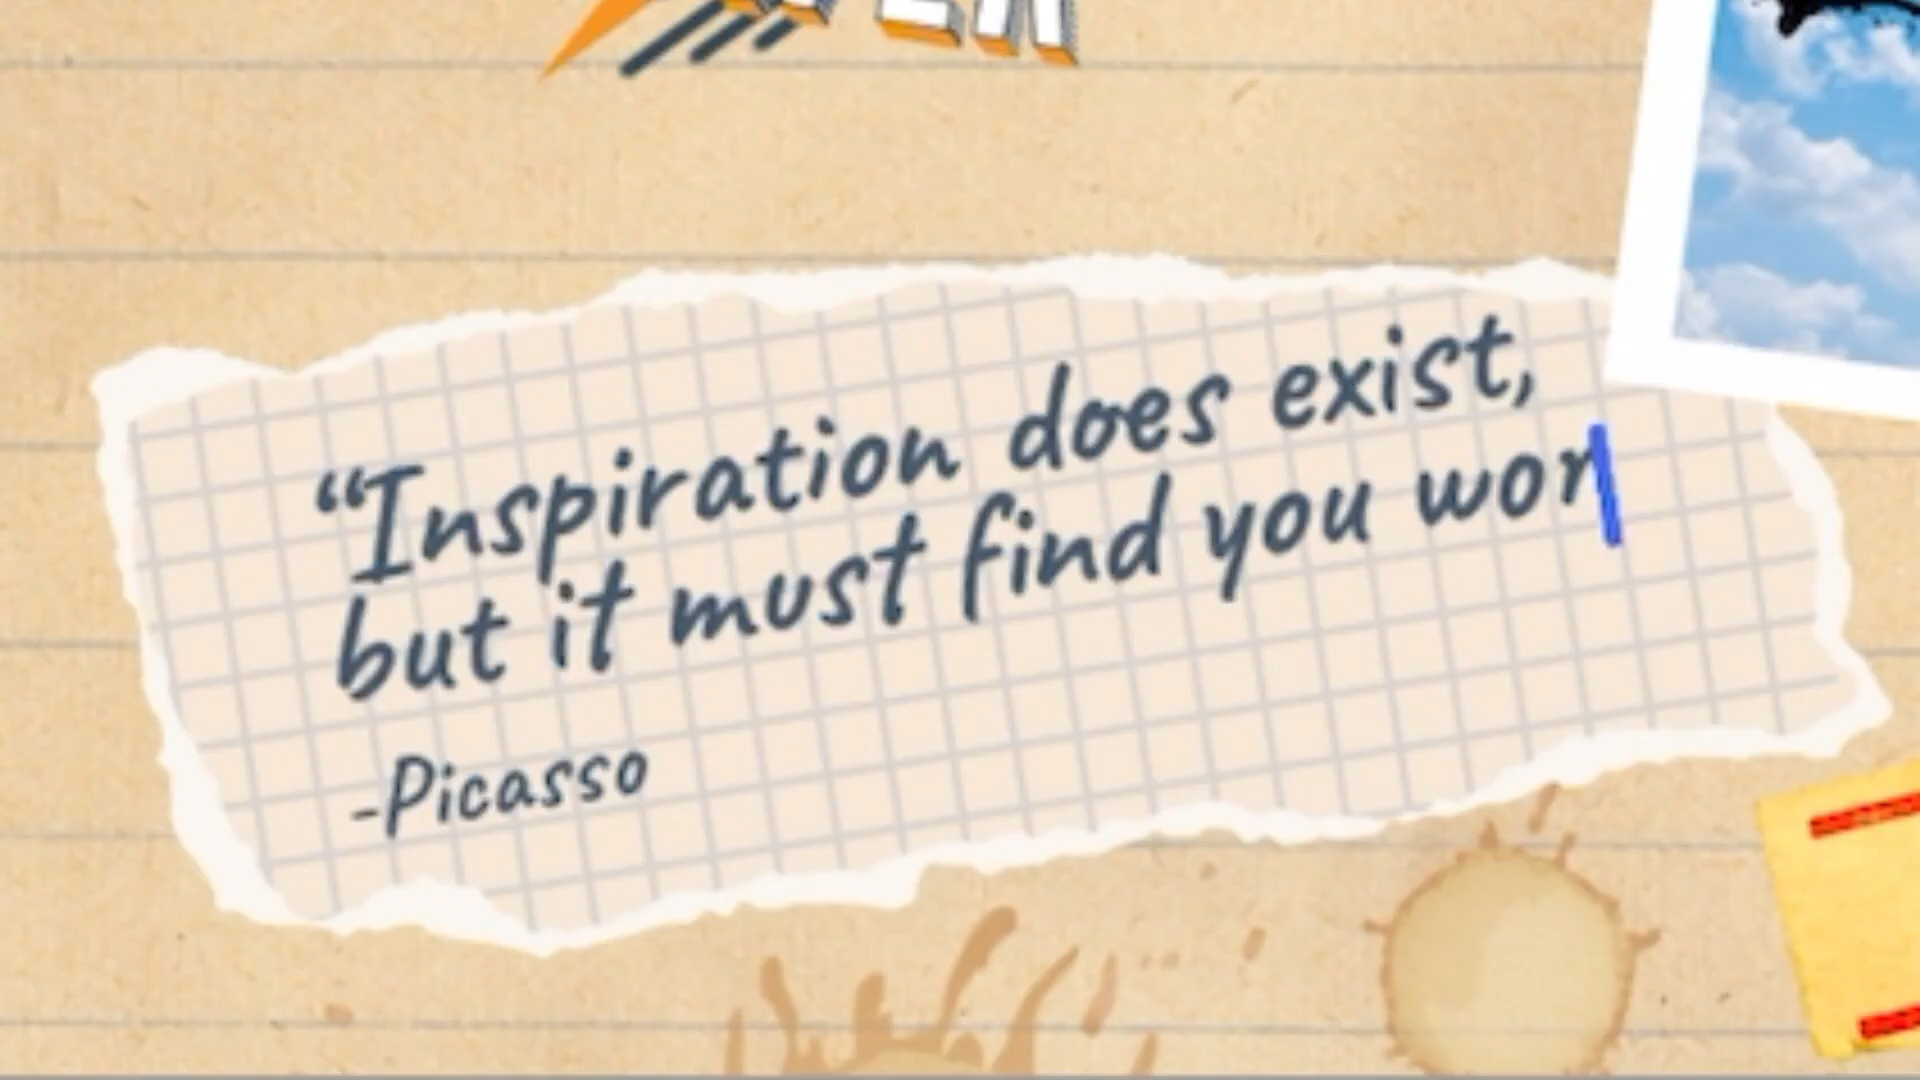 “Inspiration does exist,
but it must find you wor
-Picasso